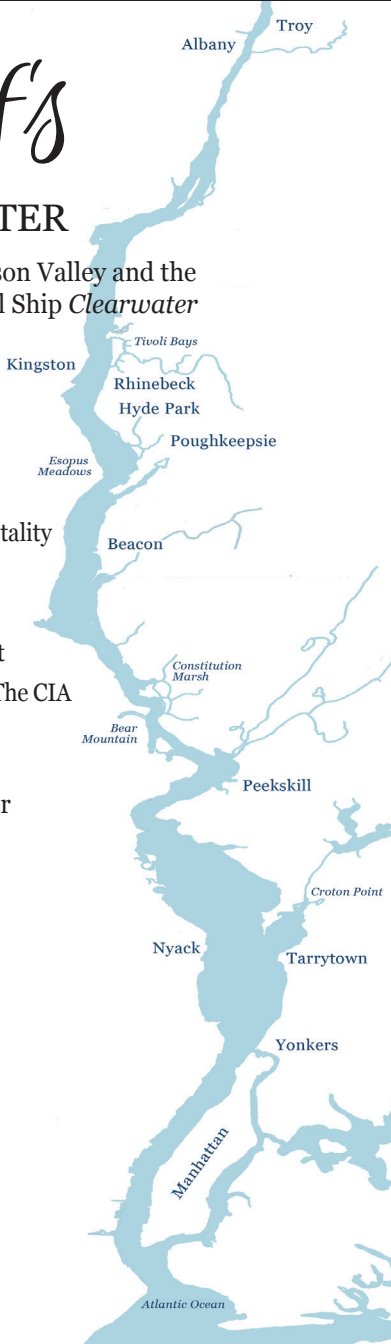 Troy
Albany
f's
TER
son Valley and the
l Ship Clearwater
Tivoli Bays
Kingston
Rhinebeck
Hyde Park
Poughkeepsie
Esopus
Meadows
tality
Beacon
t
Constitution
Marsh
The CIA
Bear
Mountain
Peekskill
r
Croton Point
Nyack
Tarrytown
Yonkers
Manhattan
Atlantic Ocean